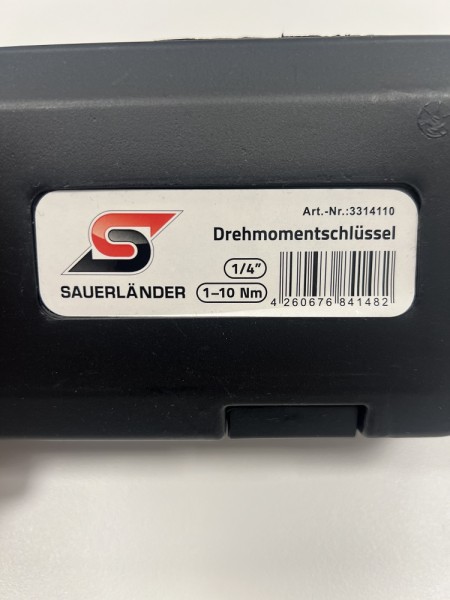 Art.-Nr.:3314110
Drehmomentschlüssel
1/4"
1–10 Nm
4 260676 841482
S
SAUERLÄNDER